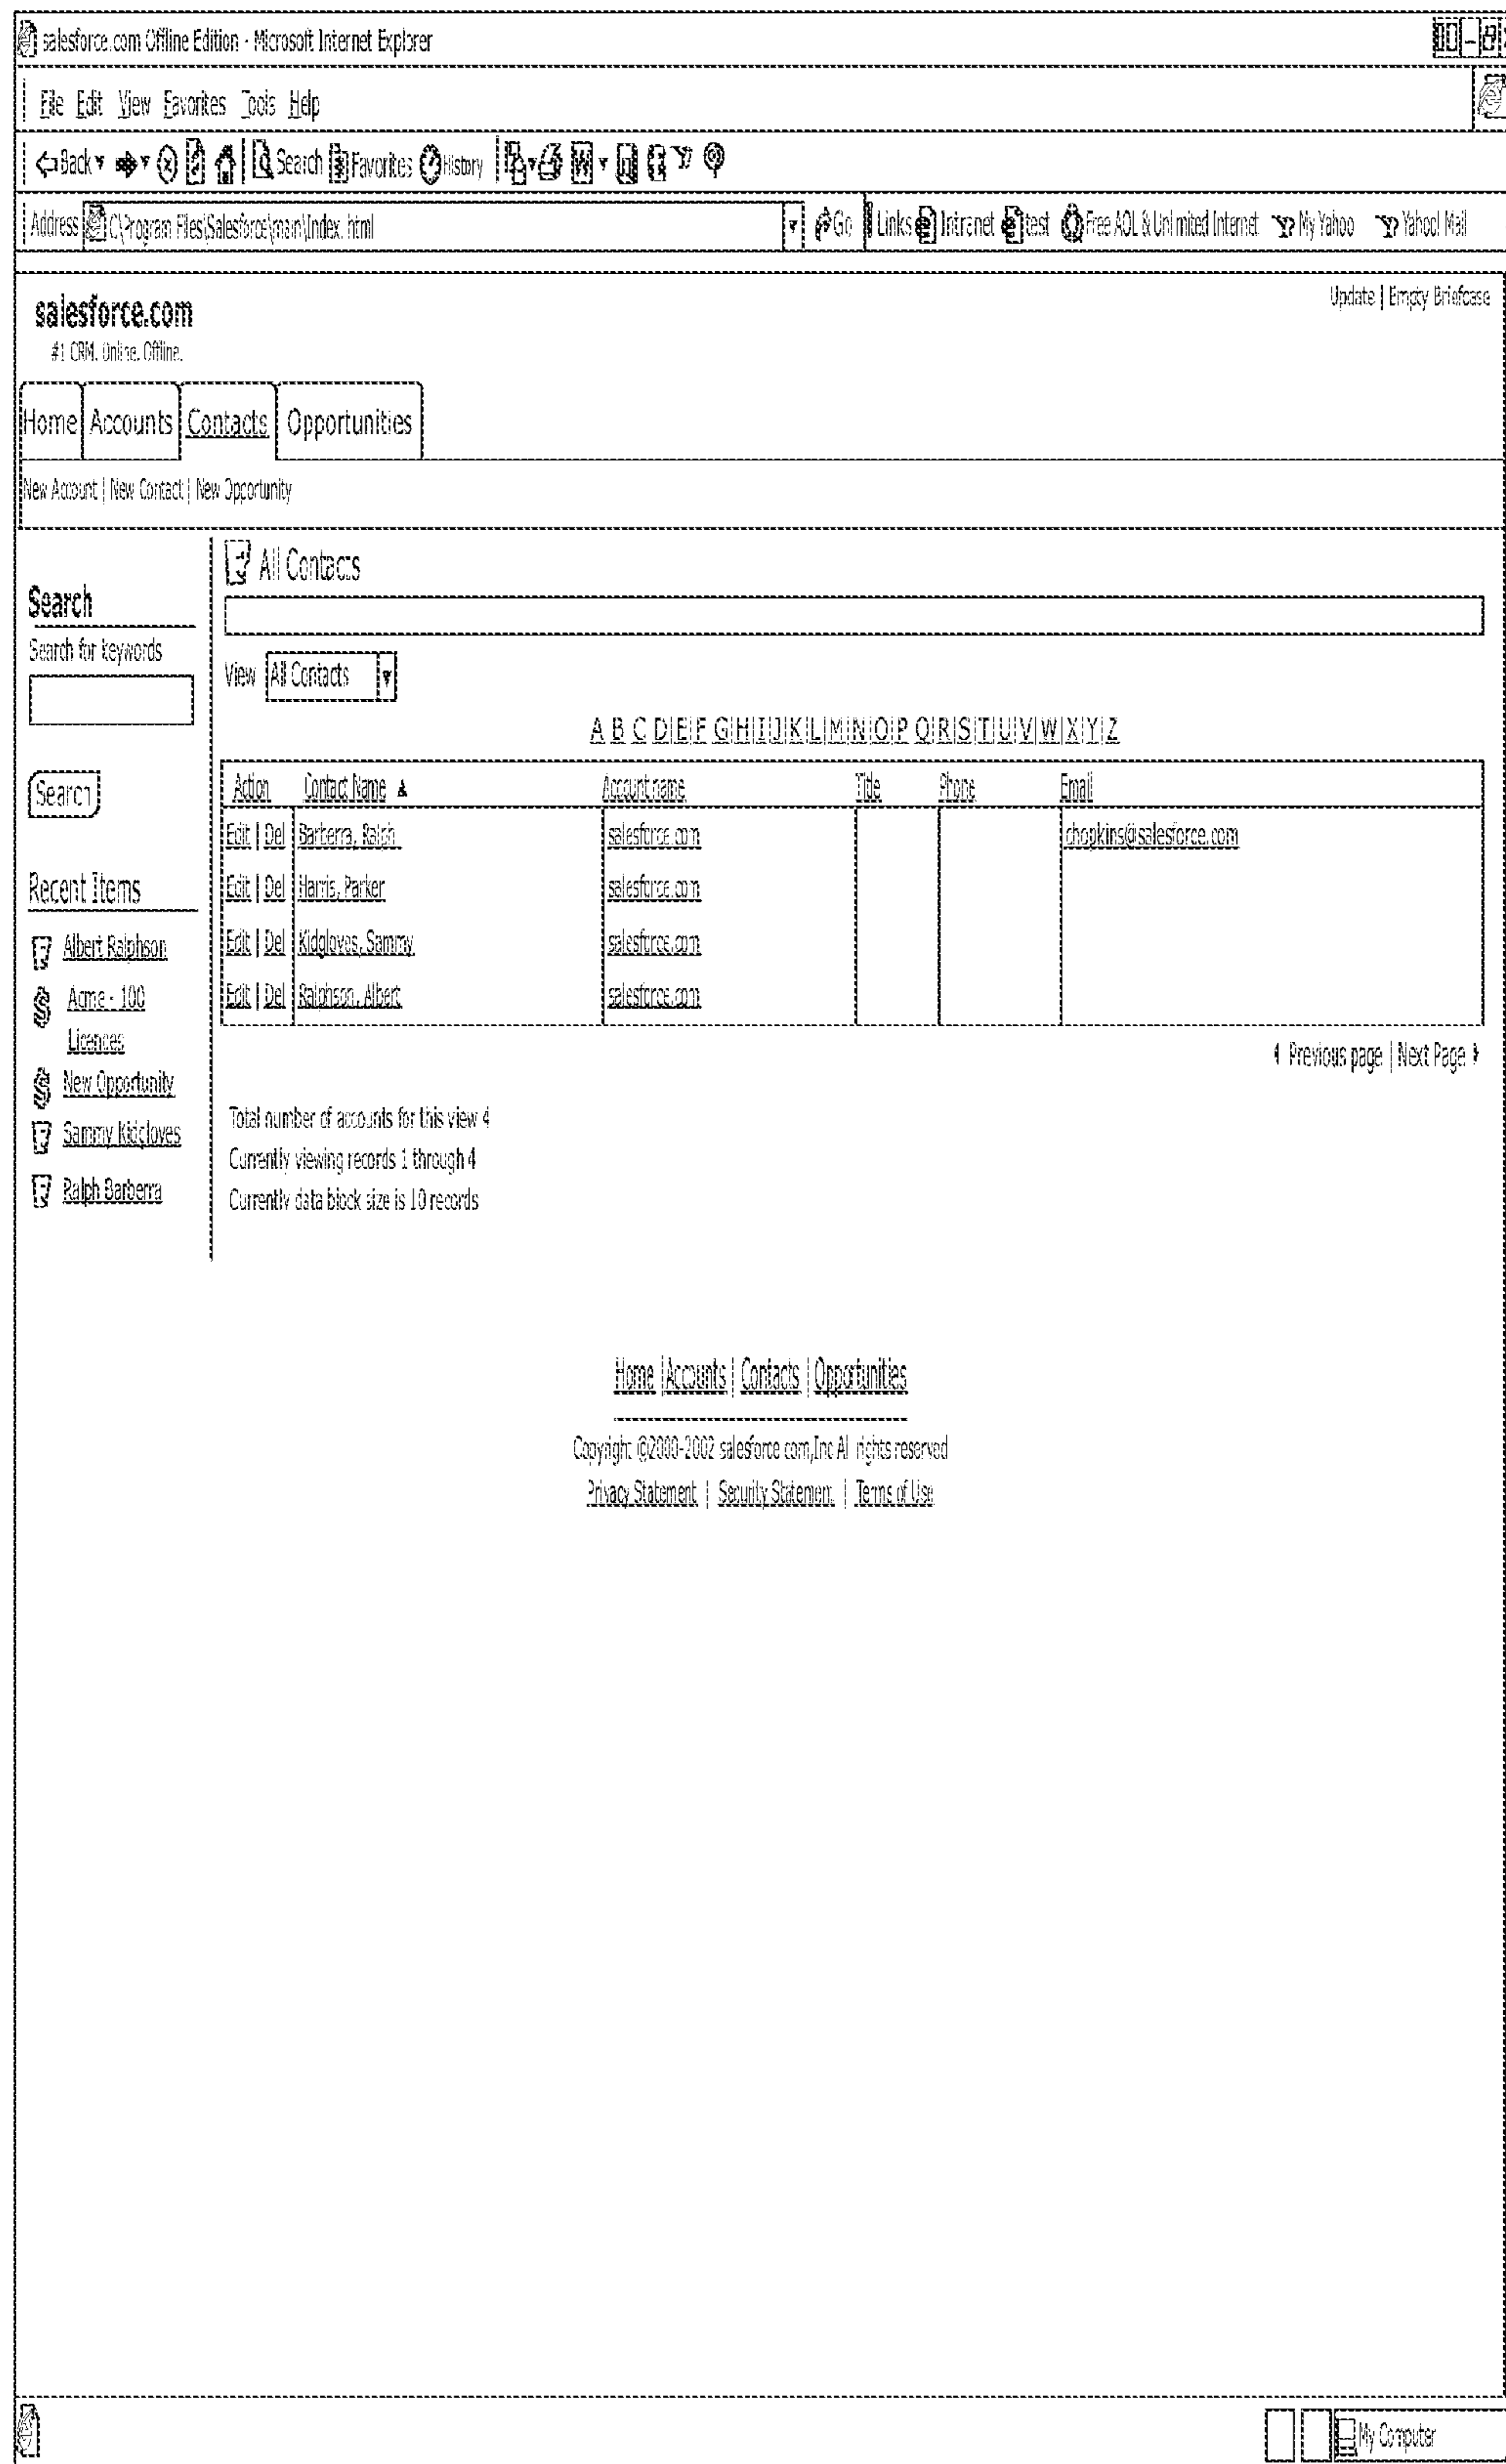 salesforce.com Offline Edition - Microsoft Internet Explorer
File Edit View Favorites Tools Help
Back Search Favorites History
Address C\Program Files\Salesforce\main\Index. html Go Links Intranet test Free AOL & Unlimited Internet My Yahoo Yahoo! Mail
Update | Empty Briefcase
salesforce.com
#1 CRM. Online. Offline.
Home Accounts Contacts Opportunities
New Account | New Contact | New Opportunity
All Contacts
Search
Search for keywords
View All Contacts
A B C D|E|F G|H|I|J|K|L|M|N|O|P Q|R|S|T|U|V|W|X|Y|Z
Search
Action Contact Name ▲ Account name Title Phone Email
Edit | Del Barberra, Ralph salesforce.com chopkins@salesforce.com
Edit | Del Harris, Parker salesforce.com
Edit | Del Kidgloves, Sammy salesforce.com
Edit | Del Ralphson, Albert salesforce.com
Recent Items
Albert Ralphson
Acme - 100
Licences
New Opportunity
Sammy Kidgloves
Ralph Barberra
Previous page | Next Page
Total number of accounts for this view 4
Currently viewing records 1 through 4
Currently data block size is 10 records
Home | Accounts | Contacts | Opportunities
Copyright @2000-2002 salesforce com,Inc All rights reserved
Privacy Statement | Security Statement | Terms of Use
My Computer